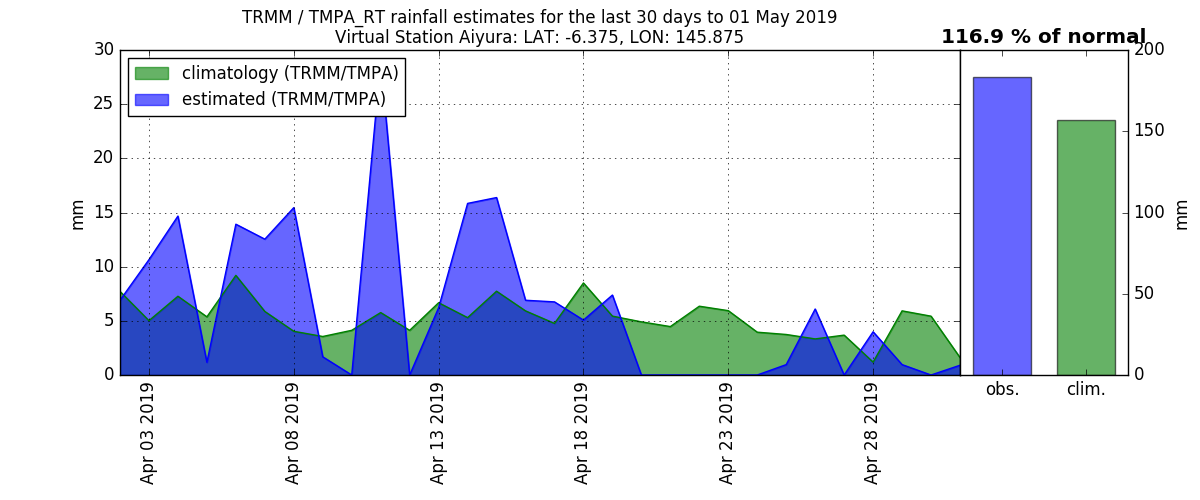 TRMM / TMPA_RT rainfall estimates for the last 30 days to 01 May 2019
Virtual Station Aiyura: LAT: -6.375, LON: 145.875
116.9 % of normal
climatology (TRMM/TMPA)
estimated (TRMM/TMPA)
30
25
20
15
10
5
0
mm
Apr 03 2019
Apr 08 2019
Apr 13 2019
Apr 18 2019
Apr 23 2019
Apr 28 2019
200
150
100
50
0
mm
obs.
clim.